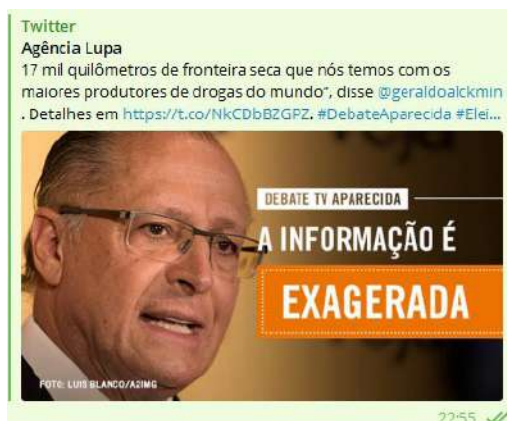 Twitter
Agência Lupa
17 mil quilômetros de fronteira seca que nós temos com os
maiores produtores de drogas do mundo", disse @geraldoalckmin
. Detalhes em https://t.co/NkCDbBZGPZ. #DebateAparecida #Elei...
DEBATE TV APARECIDA
A INFORMAÇÃO É
EXAGERADA
FOTO: LUIS BLANCO/A2IMG
22:55